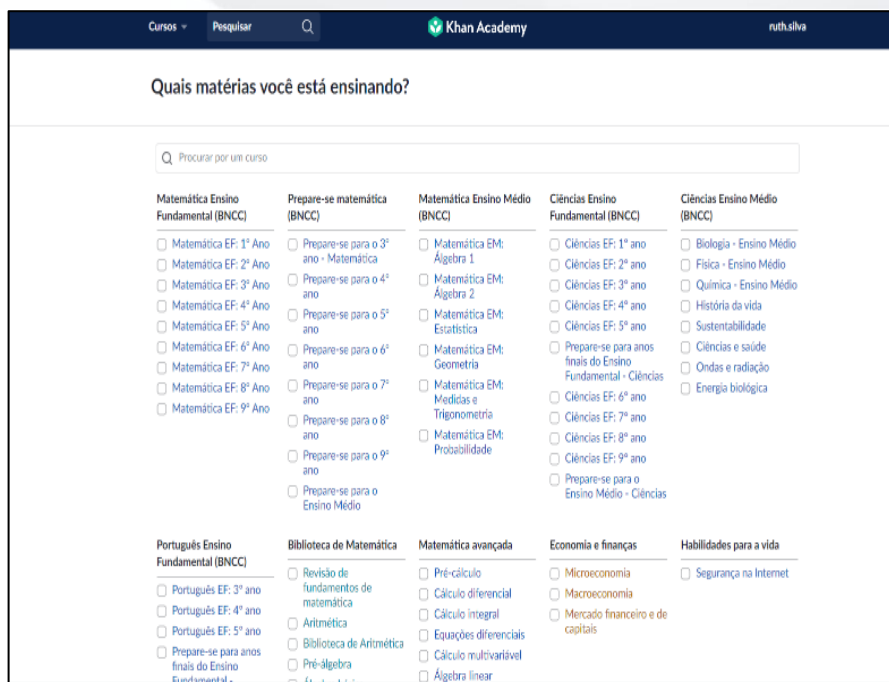 Cursos Pesquisar Khan Academy ruth.silva
Quais matérias você está ensinando?
Procurar por um curso
Matemática Ensino
Fundamental (BNCC)
Matemática EF: 1º Ano
Matemática EF: 2º Ano
Matemática EF: 3º Ano
Matemática EF: 4º Ano
Matemática EF: 5º Ano
Matemática EF: 6º Ano
Matemática EF: 7º Ano
Matemática EF: 8º Ano
Matemática EF: 9º Ano
Prepare-se matemática
(BNCC)
Prepare-se para o 3º
ano - Matemática
Prepare-se para o 4º
ano
Prepare-se para o 5º
ano
Prepare-se para o 6º
ano
Prepare-se para o 7º
ano
Prepare-se para o 8º
ano
Prepare-se para o 9º
ano
Prepare-se para o
Ensino Médio
Matemática Ensino Médio
(BNCC)
Matemática EM:
Álgebra 1
Matemática EM:
Álgebra 2
Matemática EM:
Estatística
Matemática EM:
Geometria
Matemática EM:
Medidas e
Trigonometria
Matemática EM:
Probabilidade
Ciências Ensino
Fundamental (BNCC)
Ciências EF: 1º ano
Ciências EF: 2º ano
Ciências EF: 3º ano
Ciências EF: 4º ano
Ciências EF: 5º ano
Prepare-se para anos
finais do Ensino
Fundamental - Ciências
Ciências EF: 6º ano
Ciências EF: 7º ano
Ciências EF: 8º ano
Ciências EF: 9º ano
Prepare-se para o
Ensino Médio - Ciências
Ciências Ensino Médio
(BNCC)
Biologia - Ensino Médio
Física - Ensino Médio
Química - Ensino Médio
História da vida
Sustentabilidade
Ciências e saúde
Ondas e radiação
Energia biológica
Português Ensino
Fundamental (BNCC)
Português EF: 3º ano
Português EF: 4º ano
Português EF: 5º ano
Prepare-se para anos
finais do Ensino
Fundamental -
Biblioteca de Matemática
Revisão de
fundamentos de
matemática
Aritmética
Biblioteca de Aritmética
Pré-álgebra
Matemática avançada
Pré-cálculo
Cálculo diferencial
Cálculo integral
Equações diferenciais
Cálculo multivariável
Álgebra linear
Economia e finanças
Microeconomia
Macroeconomia
Mercado financeiro e de
capitais
Habilidades para a vida
Segurança na Internet